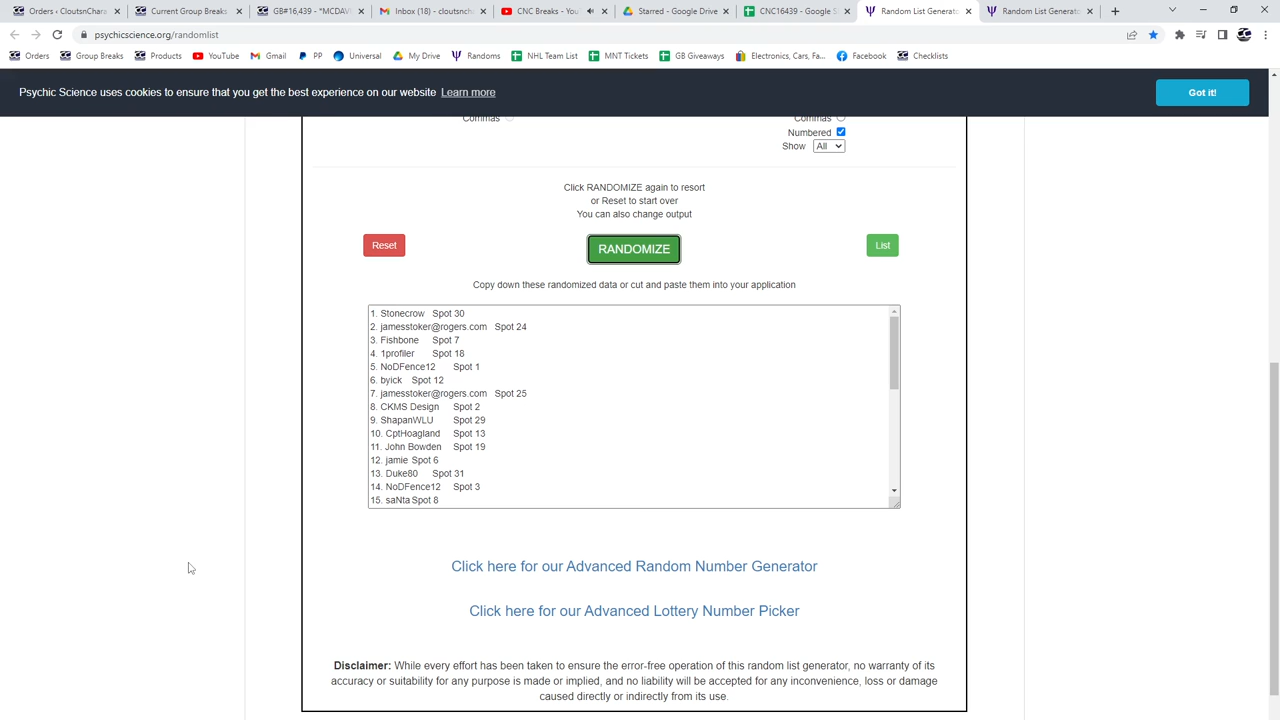 Orders ‹ CloutsnChara
Current Group Breaks
GB#16,439 - *MCDAV
Inbox (18) - cloutsnch
CNC Breaks - You
Starred - Google Drive
CNC16439 - Google S
Random List Generato
Random List Generato
psychicscience.org/randomlist
Orders
Group Breaks
Products
YouTube
Gmail
PP
Universal
My Drive
Randoms
NHL Team List
MNT Tickets
GB Giveaways
Electronics, Cars, Fa...
Facebook
Checklists
Psychic Science uses cookies to ensure that you get the best experience on our website Learn more
Got it!
Commas
Commas
Numbered
Show All
Click RANDOMIZE again to resort
or Reset to start over
You can also change output
Reset
RANDOMIZE
List
Copy down these randomized data or cut and paste them into your application
1. Stonecrow Spot 30
2. jamesstoker@rogers.com Spot 24
3. Fishbone Spot 7
4. 1profiler Spot 18
5. NoDFence12 Spot 1
6. byick Spot 12
7. jamesstoker@rogers.com Spot 25
8. CKMS Design Spot 2
9. ShapanWLU Spot 29
10. CptHoagland Spot 13
11. John Bowden Spot 19
12. jamie Spot 6
13. Duke80 Spot 31
14. NoDFence12 Spot 3
15. saNta Spot 8
Click here for our Advanced Random Number Generator
Click here for our Advanced Lottery Number Picker
Disclaimer: While every effort has been taken to ensure the error-free operation of this random list generator, no warranty of its
accuracy or suitability for any purpose is made or implied, and no liability will be accepted for any inconvenience, loss or damage
caused directly or indirectly from its use.